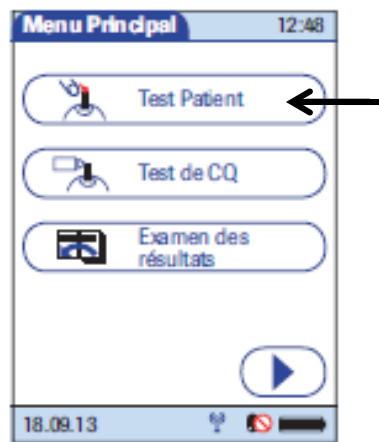 Menu Principal 12:48
Test Patient
Test de CQ
Examen des
résultats
18.09.13